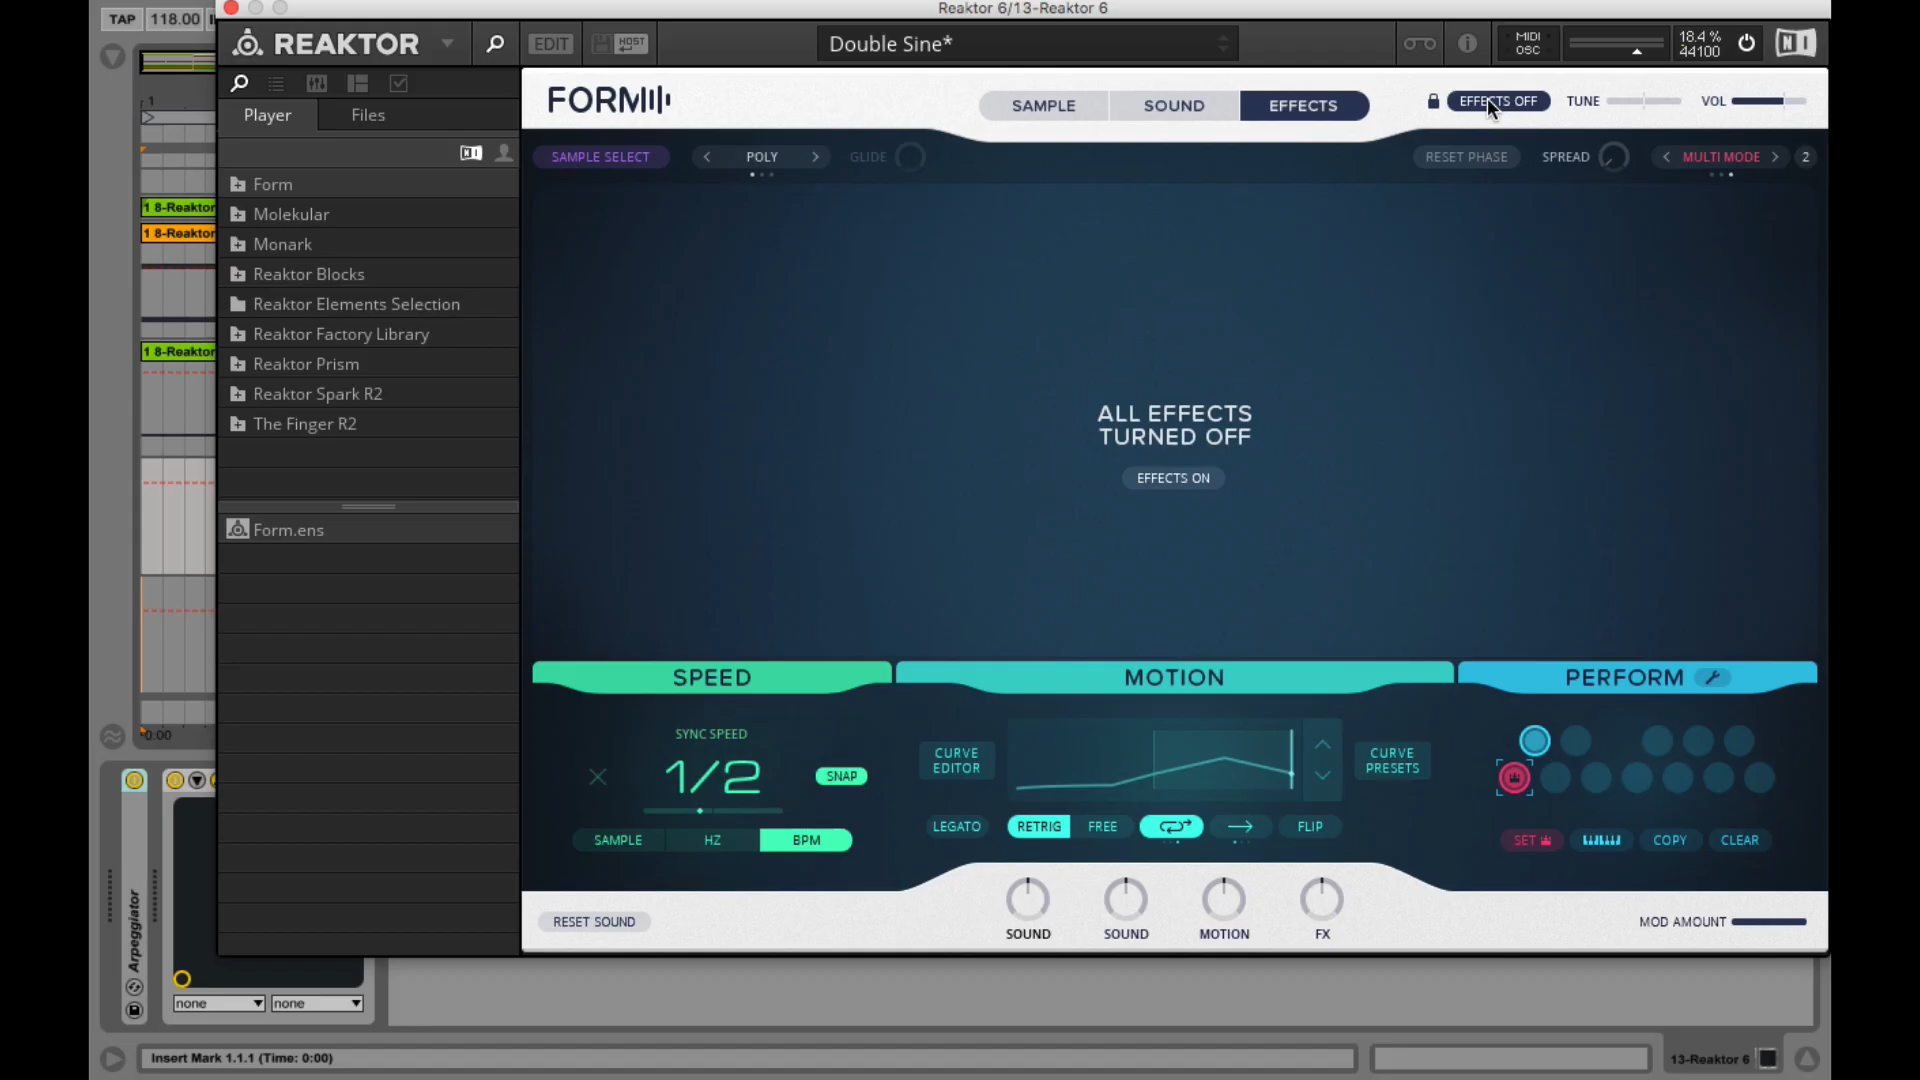 Reaktor 6/13-Reaktor 6
TAP 118.00
REAKTOR
EDIT
HOST
Double Sine*
MIDI
OSC
18.4 %
44100
NI
Player Files
NI
Form
Molekular
Monark
Reaktor Blocks
Reaktor Elements Selection
Reaktor Factory Library
Reaktor Prism
Reaktor Spark R2
The Finger R2
Form.ens
1
1 8-Reaktor
1 8-Reaktor
1 8-Reaktor
0:00
FORM
SAMPLE SOUND EFFECTS
EFFECTS OFF TUNE VOL
SAMPLE SELECT < POLY > GLIDE
RESET PHASE SPREAD < MULTI MODE > 2
ALL EFFECTS
TURNED OFF
EFFECTS ON
SPEED MOTION PERFORM
SYNC SPEED
1/2
SNAP
SAMPLE HZ BPM
CURVE
EDITOR
CURVE
PRESETS
LEGATO RETRIG FREE FLIP
SET COPY CLEAR
RESET SOUND
SOUND SOUND MOTION FX
MOD AMOUNT
Arpeggiator
none none
Insert Mark 1.1.1 (Time: 0:00)
13-Reaktor 6